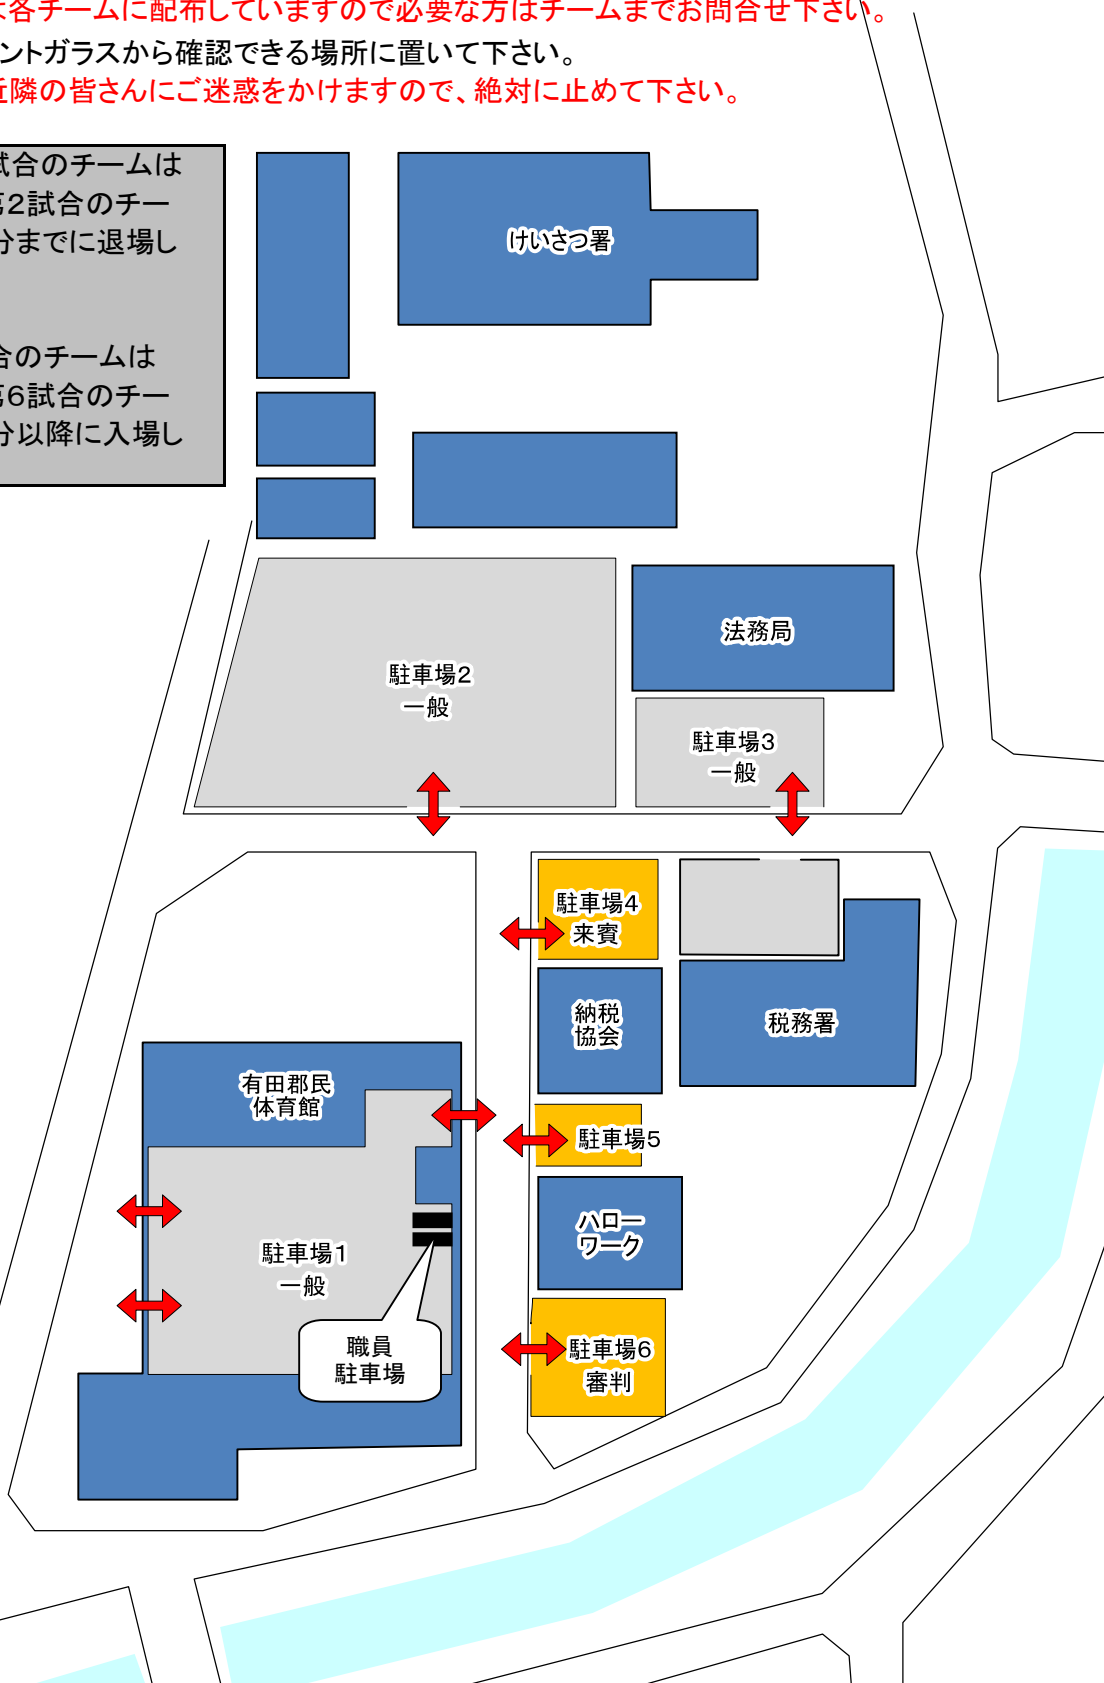 は各チームに配布していますので必要な方はチームまでお問合せ下さい。
ントガラスから確認できる場所に置いて下さい。
近隣の皆さんにご迷惑をかけますので、絶対に止めて下さい。
試合のチームは
第2試合のチー
分までに退場し
合のチームは
第6試合のチー
分以降に入場し
けいさつ署
法務局
駐車場2
一般
駐車場3
一般
駐車場4
来賓
納税
協会
税務署
有田郡民
体育館
駐車場5
ハロー
ワーク
駐車場1
一般
職員
駐車場
駐車場6
審判